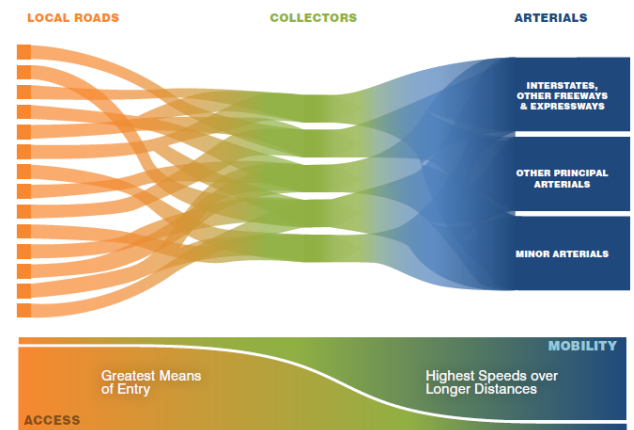 LOCAL ROADS
COLLECTORS
ARTERIALS
INTERSTATES,
OTHER FREEWAYS
& EXPRESSWAYS
OTHER PRINCIPAL
ARTERIALS
MINOR ARTERIALS
MOBILITY
Greatest Means
of Entry
Highest Speeds over
Longer Distances
ACCESS